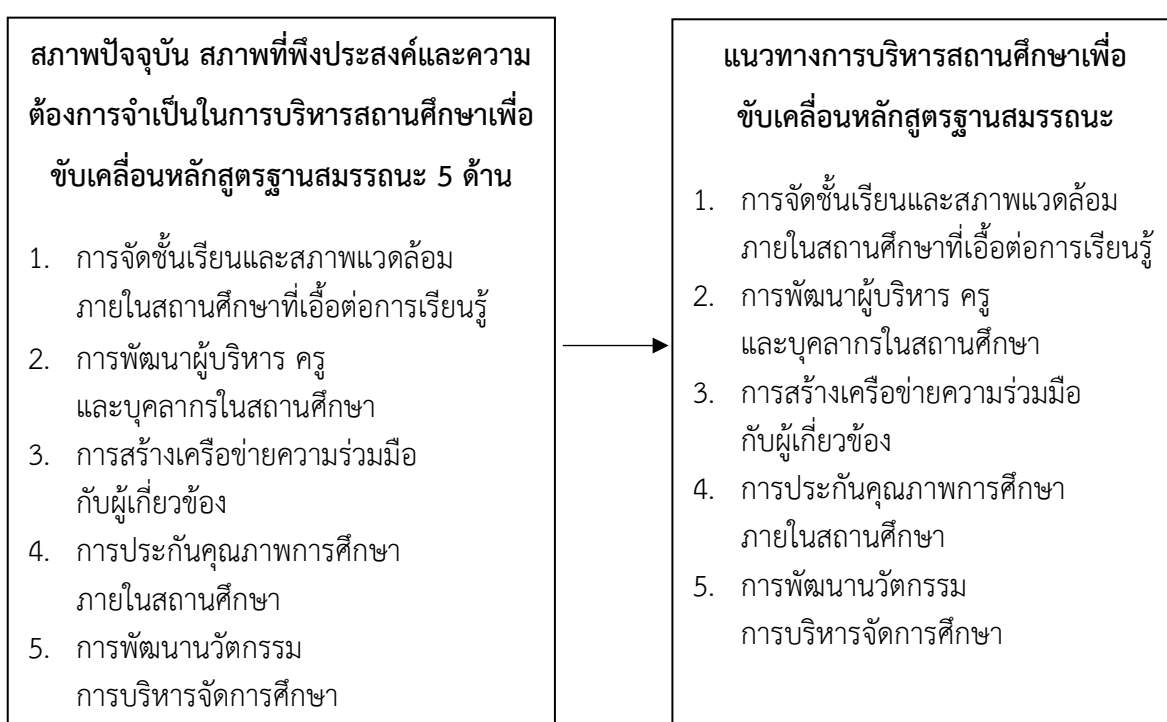 สภาพปัจจุบัน สภาพที่พึงประสงค์และความ
ต้องการจำเป็นในการบริหารสถานศึกษาเพื่อ
ขับเคลื่อนหลักสูตรฐานสมรรถนะ 5 ด้าน
1. การจัดชั้นเรียนและสภาพแวดล้อม
ภายในสถานศึกษาที่เอื้อต่อการเรียนรู้
2. การพัฒนาผู้บริหาร ครู
และบุคลากรในสถานศึกษา
3. การสร้างเครือข่ายความร่วมมือ
กับผู้เกี่ยวข้อง
4. การประกันคุณภาพการศึกษา
ภายในสถานศึกษา
5. การพัฒนานวัตกรรม
การบริหารจัดการศึกษา
แนวทางการบริหารสถานศึกษาเพื่อ
ขับเคลื่อนหลักสูตรฐานสมรรถนะ
1. การจัดชั้นเรียนและสภาพแวดล้อม
ภายในสถานศึกษาที่เอื้อต่อการเรียนรู้
2. การพัฒนาผู้บริหาร ครู
และบุคลากรในสถานศึกษา
3. การสร้างเครือข่ายความร่วมมือ
กับผู้เกี่ยวข้อง
4. การประกันคุณภาพการศึกษา
ภายในสถานศึกษา
5. การพัฒนานวัตกรรม
การบริหารจัดการศึกษา